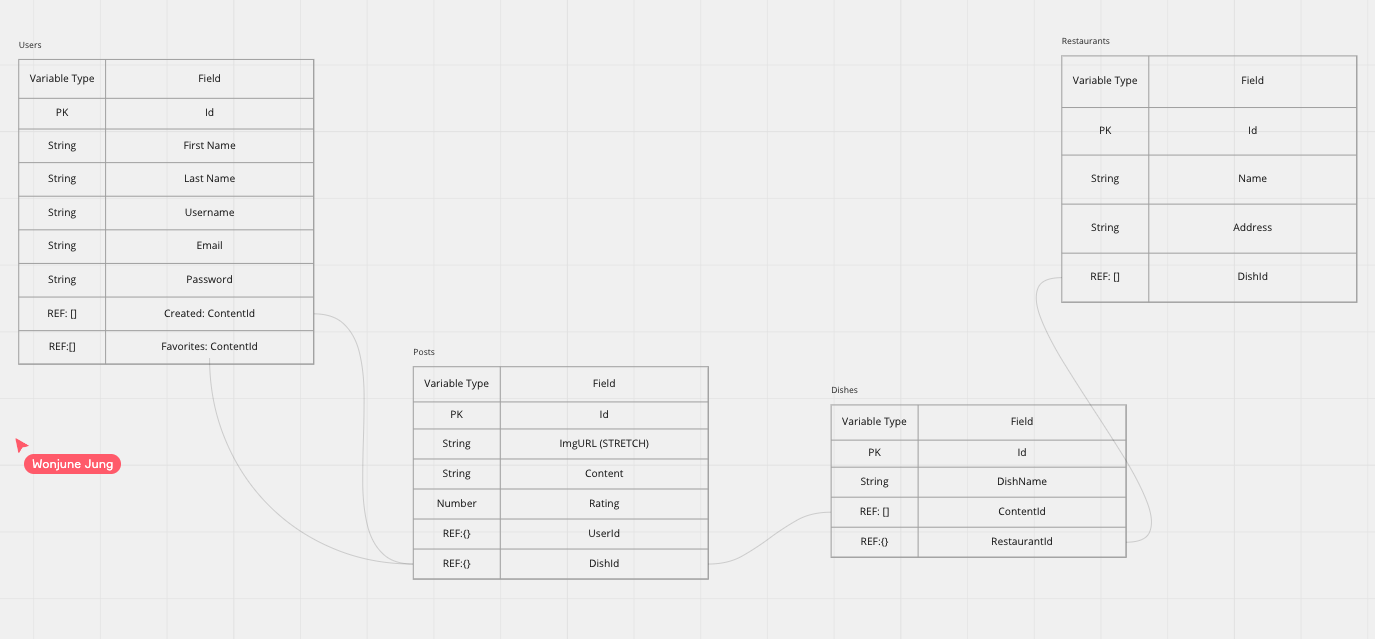 Users
Variable Type Field
PK Id
String First Name
String Last Name
String Username
String Email
String Password
REF: [] Created: ContentId
REF:[] Favorites: ContentId
Wonjune Jung
Posts
Variable Type Field
PK Id
String ImgURL (STRETCH)
String Content
Number Rating
REF:{} UserId
REF:{} DishId
Dishes
Variable Type Field
PK Id
String DishName
REF: [] ContentId
REF:{} RestaurantId
Restaurants
Variable Type Field
PK Id
String Name
String Address
REF: [] DishId